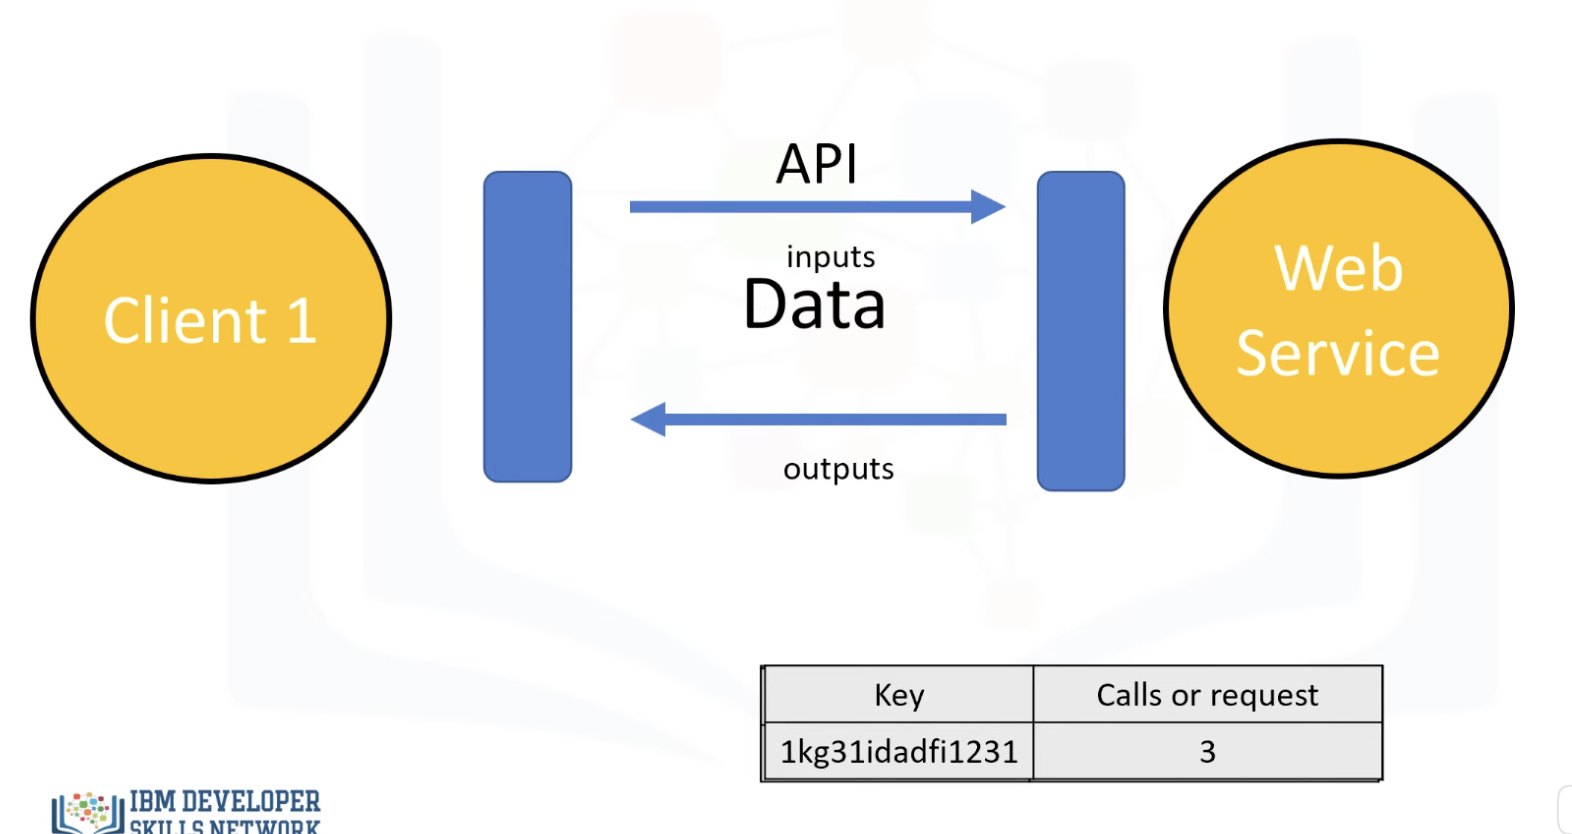 API
inputs
Data
Client 1
Web
Service
outputs
Key Calls or request
1kg31idadfi1231 3
IBM DEVELOPER
SKILLS NETWORK